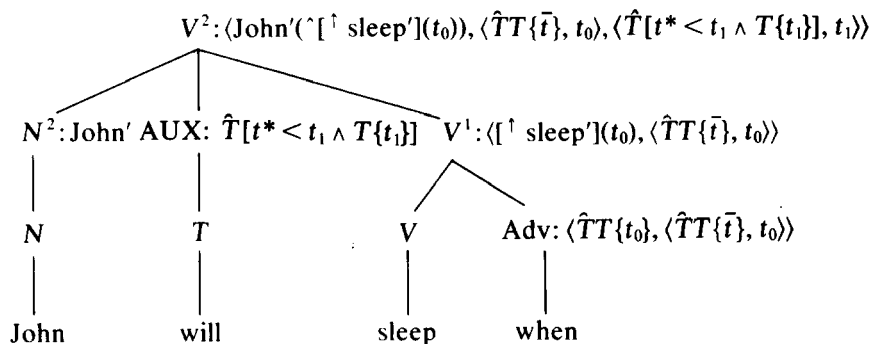 V²: ⟨John′(ˆ[↑ sleep′](t₀)), ⟨T̂T{t̄}, t₀⟩, ⟨T̂[t* < t₁ ∧ T{t₁}], t₁⟩⟩
N²: John′ AUX: T̂[t* < t₁ ∧ T{t₁}] V¹: ⟨[↑ sleep′](t₀), ⟨T̂T{t̄}, t₀⟩⟩
N T V Adv: ⟨T̂T{t₀}, ⟨T̂T{t̄}, t₀⟩⟩
John will sleep when